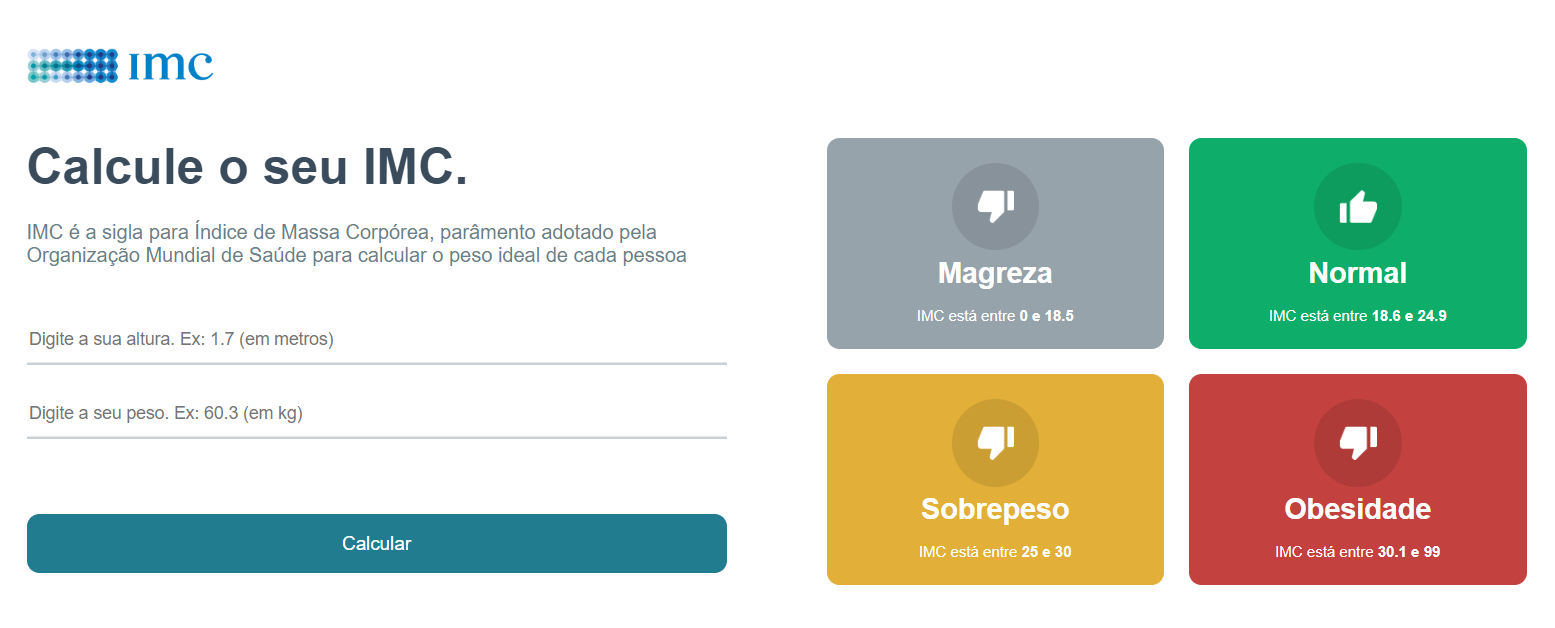 imc
Calcule o seu IMC.
IMC é a sigla para Índice de Massa Corpórea, parâmento adotado pela
Organização Mundial de Saúde para calcular o peso ideal de cada pessoa
Digite a sua altura. Ex: 1.7 (em metros)
Digite a seu peso. Ex: 60.3 (em kg)
Calcular
Magreza
IMC está entre 0 e 18.5
Normal
IMC está entre 18.6 e 24.9
Sobrepeso
IMC está entre 25 e 30
Obesidade
IMC está entre 30.1 e 99